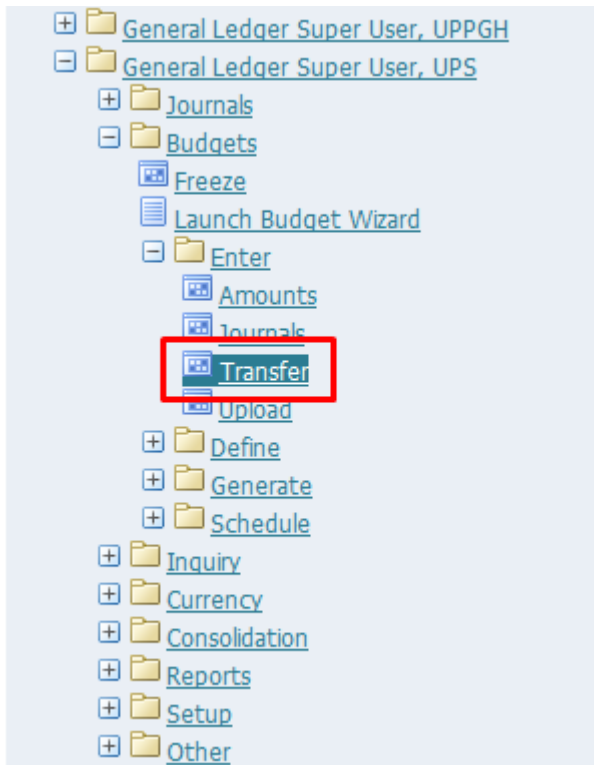 General Ledger Super User, UPPGH
General Ledger Super User, UPS
Journals
Budgets
Freeze
Launch Budget Wizard
Enter
Amounts
Journals
Transfer
Upload
Define
Generate
Schedule
Inquiry
Currency
Consolidation
Reports
Setup
Other